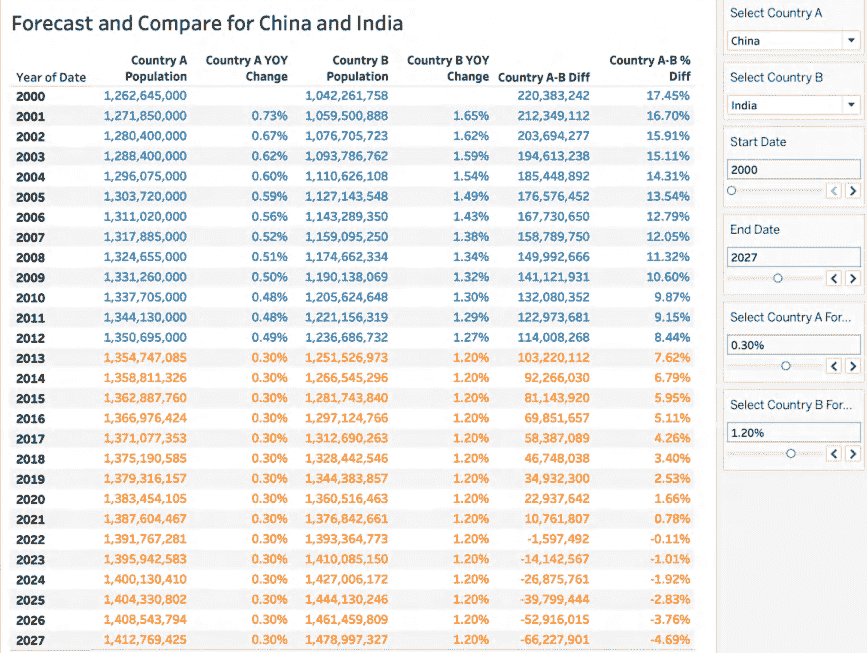 Forecast and Compare for China and India
Country A Country A YOY Country B Country B YOY Country A-B %
Year of Date Population Change Population Change Country A-B Diff Diff
2000 1,262,645,000 1,042,261,758 220,383,242 17.45%
2001 1,271,850,000 0.73% 1,059,500,888 1.65% 212,349,112 16.70%
2002 1,280,400,000 0.67% 1,076,705,723 1.62% 203,694,277 15.91%
2003 1,288,400,000 0.62% 1,093,786,762 1.59% 194,613,238 15.11%
2004 1,296,075,000 0.60% 1,110,626,108 1.54% 185,448,892 14.31%
2005 1,303,720,000 0.59% 1,127,143,548 1.49% 176,576,452 13.54%
2006 1,311,020,000 0.56% 1,143,289,350 1.43% 167,730,650 12.79%
2007 1,317,885,000 0.52% 1,159,095,250 1.38% 158,789,750 12.05%
2008 1,324,655,000 0.51% 1,174,662,334 1.34% 149,992,666 11.32%
2009 1,331,260,000 0.50% 1,190,138,069 1.32% 141,121,931 10.60%
2010 1,337,705,000 0.48% 1,205,624,648 1.30% 132,080,352 9.87%
2011 1,344,130,000 0.48% 1,221,156,319 1.29% 122,973,681 9.15%
2012 1,350,695,000 0.49% 1,236,686,732 1.27% 114,008,268 8.44%
2013 1,354,747,085 0.30% 1,251,526,973 1.20% 103,220,112 7.62%
2014 1,358,811,326 0.30% 1,266,545,296 1.20% 92,266,030 6.79%
2015 1,362,887,760 0.30% 1,281,743,840 1.20% 81,143,920 5.95%
2016 1,366,976,424 0.30% 1,297,124,766 1.20% 69,851,657 5.11%
2017 1,371,077,353 0.30% 1,312,690,263 1.20% 58,387,089 4.26%
2018 1,375,190,585 0.30% 1,328,442,546 1.20% 46,748,038 3.40%
2019 1,379,316,157 0.30% 1,344,383,857 1.20% 34,932,300 2.53%
2020 1,383,454,105 0.30% 1,360,516,463 1.20% 22,937,642 1.66%
2021 1,387,604,467 0.30% 1,376,842,661 1.20% 10,761,807 0.78%
2022 1,391,767,281 0.30% 1,393,364,773 1.20% -1,597,492 -0.11%
2023 1,395,942,583 0.30% 1,410,085,150 1.20% -14,142,567 -1.01%
2024 1,400,130,410 0.30% 1,427,006,172 1.20% -26,875,761 -1.92%
2025 1,404,330,802 0.30% 1,444,130,246 1.20% -39,799,444 -2.83%
2026 1,408,543,794 0.30% 1,461,459,809 1.20% -52,916,015 -3.76%
2027 1,412,769,425 0.30% 1,478,997,327 1.20% -66,227,901 -4.69%
Select Country A
China
Select Country B
India
Start Date
2000
End Date
2027
Select Country A For...
0.30%
Select Country B For...
1.20%